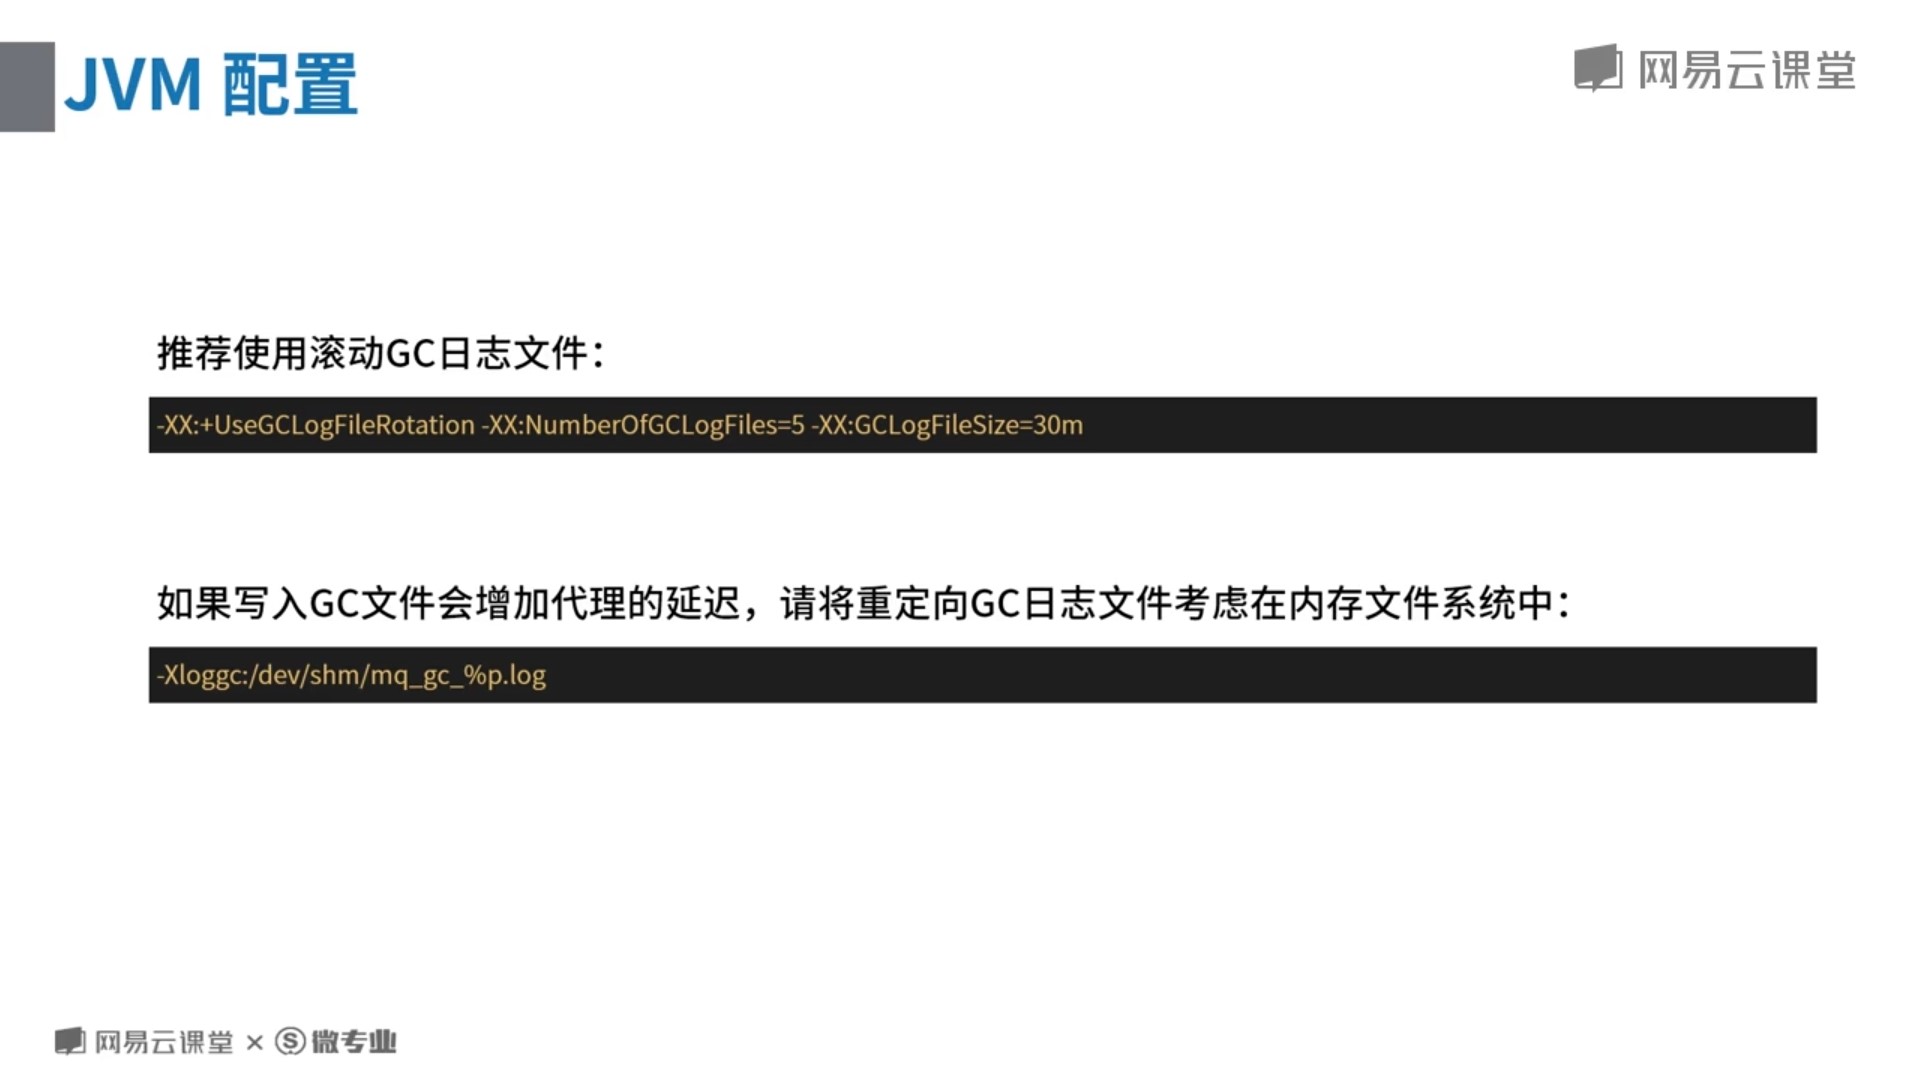 JVM 配置
网易云课堂
推荐使用滚动GC日志文件：
-XX:+UseGCLogFileRotation -XX:NumberOfGCLogFiles=5 -XX:GCLogFileSize=30m
如果写入GC文件会增加代理的延迟，请将重定向GC日志文件考虑在内存文件系统中：
-Xloggc:/dev/shm/mq_gc_%p.log
网易云课堂 × S 微专业